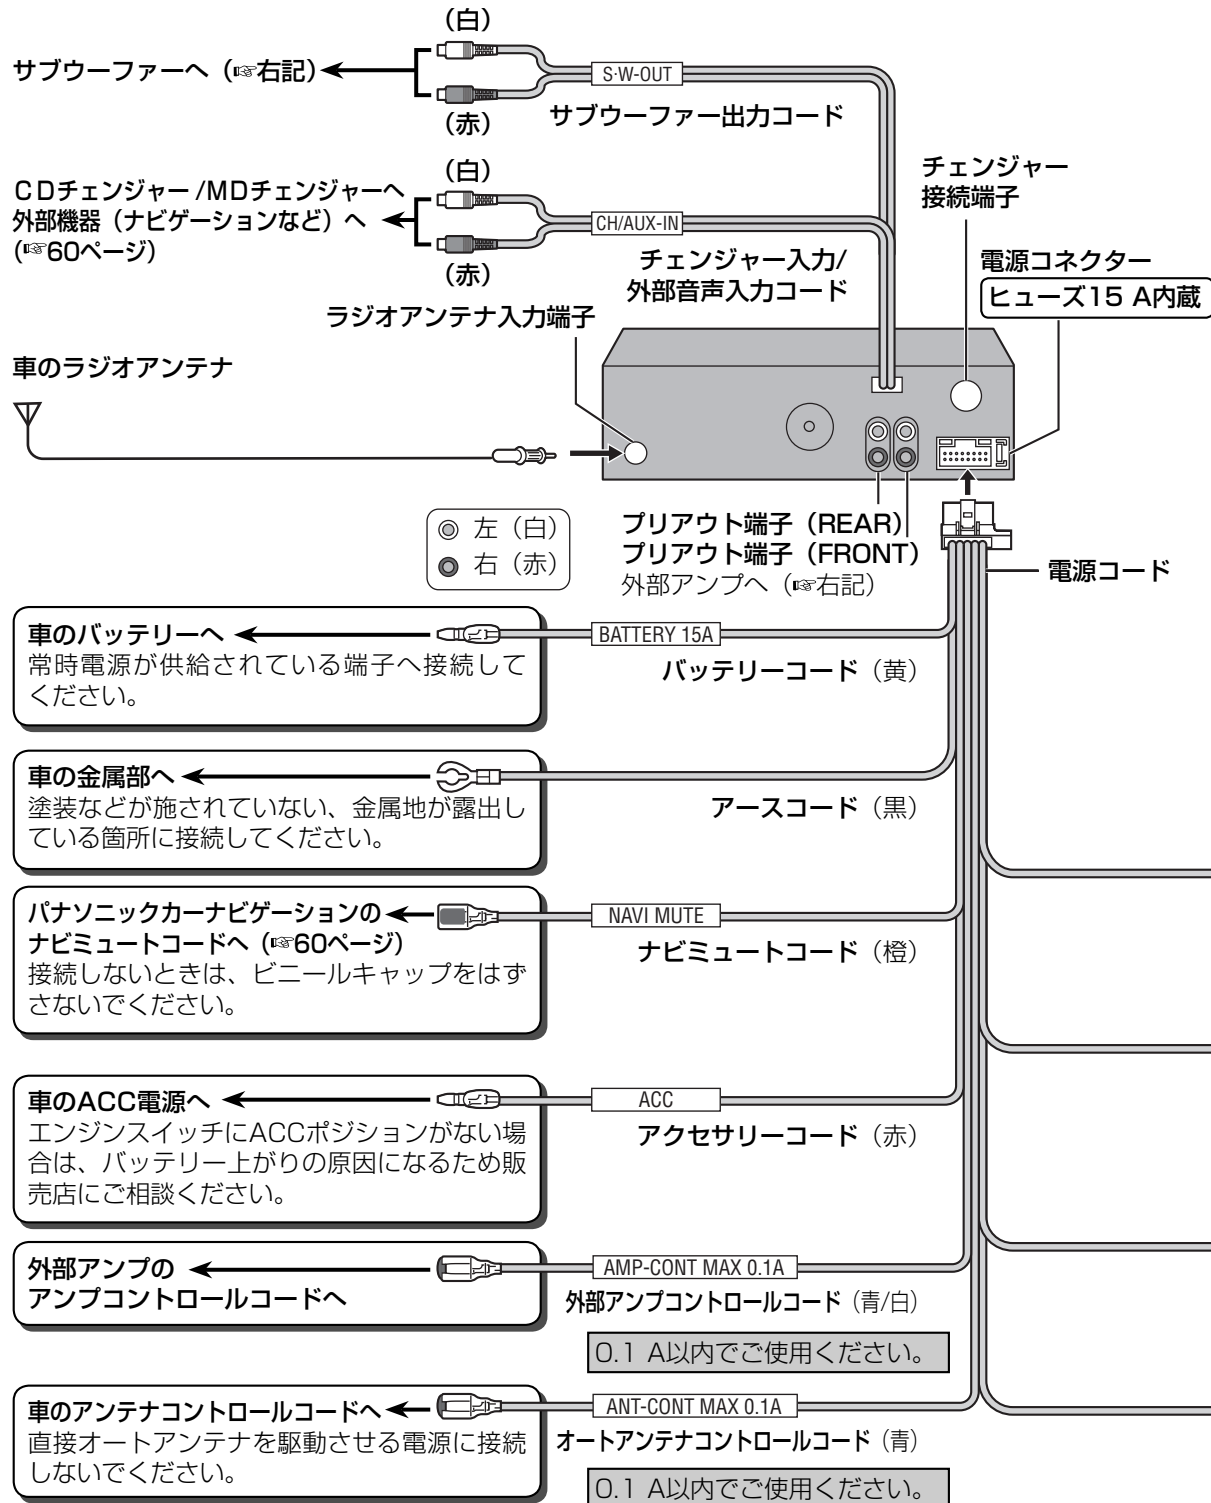 （白）
サブウーファーへ（☞右記）
S·W-OUT
（赤）
サブウーファー出力コード
（白）
CDチェンジャー/MDチェンジャーへ
外部機器（ナビゲーションなど）へ
（☞60ページ）
CH/AUX-IN
（赤）
チェンジャー入力/
外部音声入力コード
チェンジャー
接続端子
電源コネクター
ヒューズ15 A内蔵
ラジオアンテナ入力端子
車のラジオアンテナ
左（白）
右（赤）
プリアウト端子（REAR）
プリアウト端子（FRONT）
外部アンプへ（☞右記）
電源コード
車のバッテリーへ
常時電源が供給されている端子へ接続して
ください。
BATTERY 15A
バッテリーコード（黄）
車の金属部へ
塗装などが施されていない、金属地が露出し
ている箇所に接続してください。
アースコード（黒）
パナソニックカーナビゲーションの
ナビミュートコードへ（☞60ページ）
接続しないときは、ビニールキャップをはず
さないでください。
NAVI MUTE
ナビミュートコード（橙）
車のACC電源へ
エンジンスイッチにACCポジションがない場
合は、バッテリー上がりの原因になるため販
売店にご相談ください。
ACC
アクセサリーコード（赤）
外部アンプの
アンプコントロールコードへ
AMP-CONT MAX 0.1A
外部アンプコントロールコード（青/白）
0.1 A以内でご使用ください。
車のアンテナコントロールコードへ
直接オートアンテナを駆動させる電源に接続
しないでください。
ANT-CONT MAX 0.1A
オートアンテナコントロールコード（青）
0.1 A以内でご使用ください。